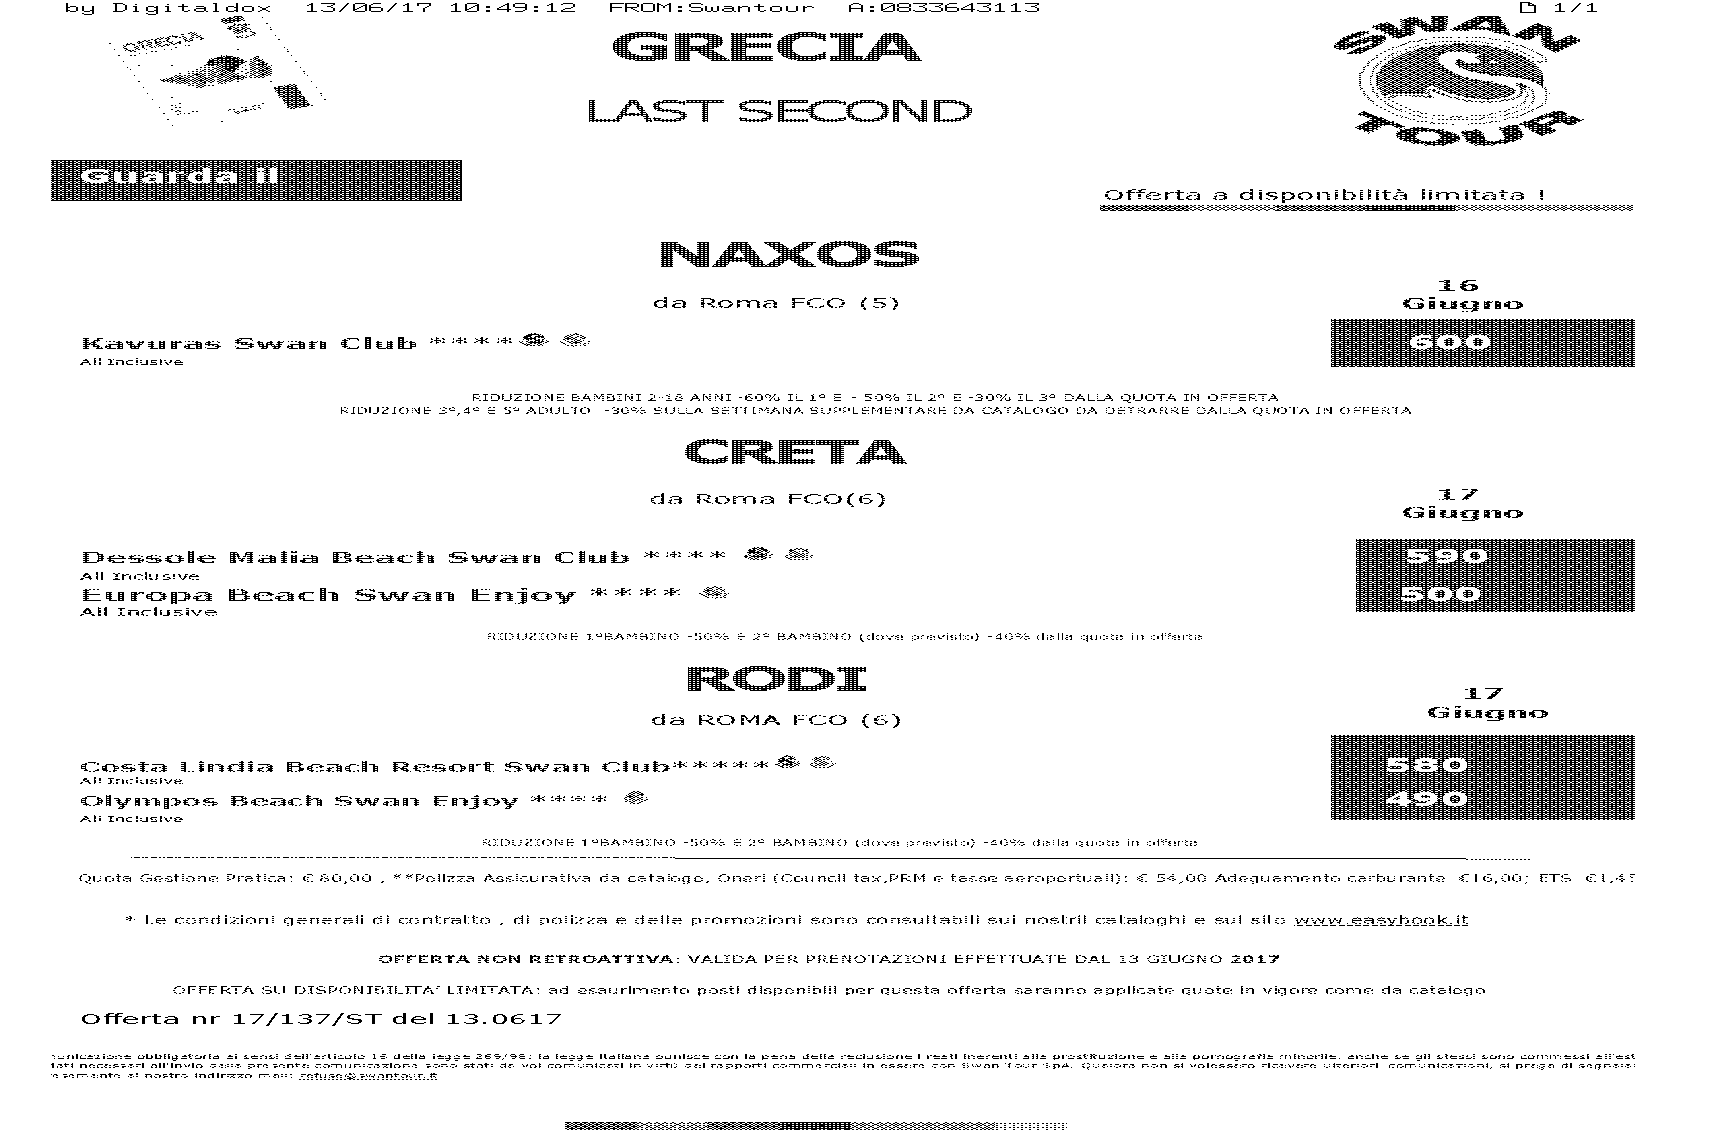 by Digitaldox 13/06/17 10:49:12 FROM:Swantour A:0833643113 1/1
GRECIA
GRECIA
SWAN
TOUR
LAST SECOND
Guarda il
Offerta a disponibilità limitata !
NAXOS
16
da Roma FCO (5)
Giugno
Kavuras Swan Club ****
600
All Inclusive
RIDUZIONE BAMBINI 2-18 ANNI -60% IL 1° E - 50% IL 2° E -30% IL 3° DALLA QUOTA IN OFFERTA
RIDUZIONE 3°,4° E 5° ADULTO -30% SULLA SETTIMANA SUPPLEMENTARE DA CATALOGO DA DETRARRE DALLA QUOTA IN OFFERTA
CRETA
17
da Roma FCO(6)
Giugno
Dessole Malia Beach Swan Club ****
590
All Inclusive
Europa Beach Swan Enjoy ****
500
All Inclusive
RIDUZIONE 1°BAMBINO -50% E 2° BAMBINO (dove previsto) -40% dalla quota in offerta
RODI
17
da ROMA FCO (6)
Giugno
Costa Lindia Beach Resort Swan Club*****
580
All Inclusive
Olympos Beach Swan Enjoy ****
490
All Inclusive
RIDUZIONE 1°BAMBINO -50% E 2° BAMBINO (dove previsto) -40% dalla quota in offerta
Quota Gestione Pratica: € 80,00 , **Polizza Assicurativa da catalogo, Oneri (Council tax,PRM e tasse aeroportuali): € 54,00 Adeguamento carburante €16,00; ETS €1,45
* Le condizioni generali di contratto , di polizza e delle promozioni sono consultabili sui nostril cataloghi e sul sito www.easybook.it
OFFERTA NON RETROATTIVA: VALIDA PER PRENOTAZIONI EFFETTUATE DAL 13 GIUGNO 2017
OFFERTA SU DISPONIBILITA' LIMITATA: ad esaurimento posti disponibili per questa offerta saranno applicate quote in vigore come da catalogo
Offerta nr 17/137/ST del 13.0617
unicazione obbligatoria ai sensi dell'articolo 16 della legge 269/98: la legge italiana punisce con la pena della reclusione i reati inerenti alla prostituzione e alla pornografia minorile, anche se gli stessi sono commessi all'est
dati necessari all'invio della presente comunicazione sono stati da voi comunicati in virtù dei rapporti commerciali in essere con Swan Tour SpA. Qualora non si volessero ricevere ulteriori comunicazioni, si prega di segnalar
al nostro indirizzo mail refuse@swantour.it